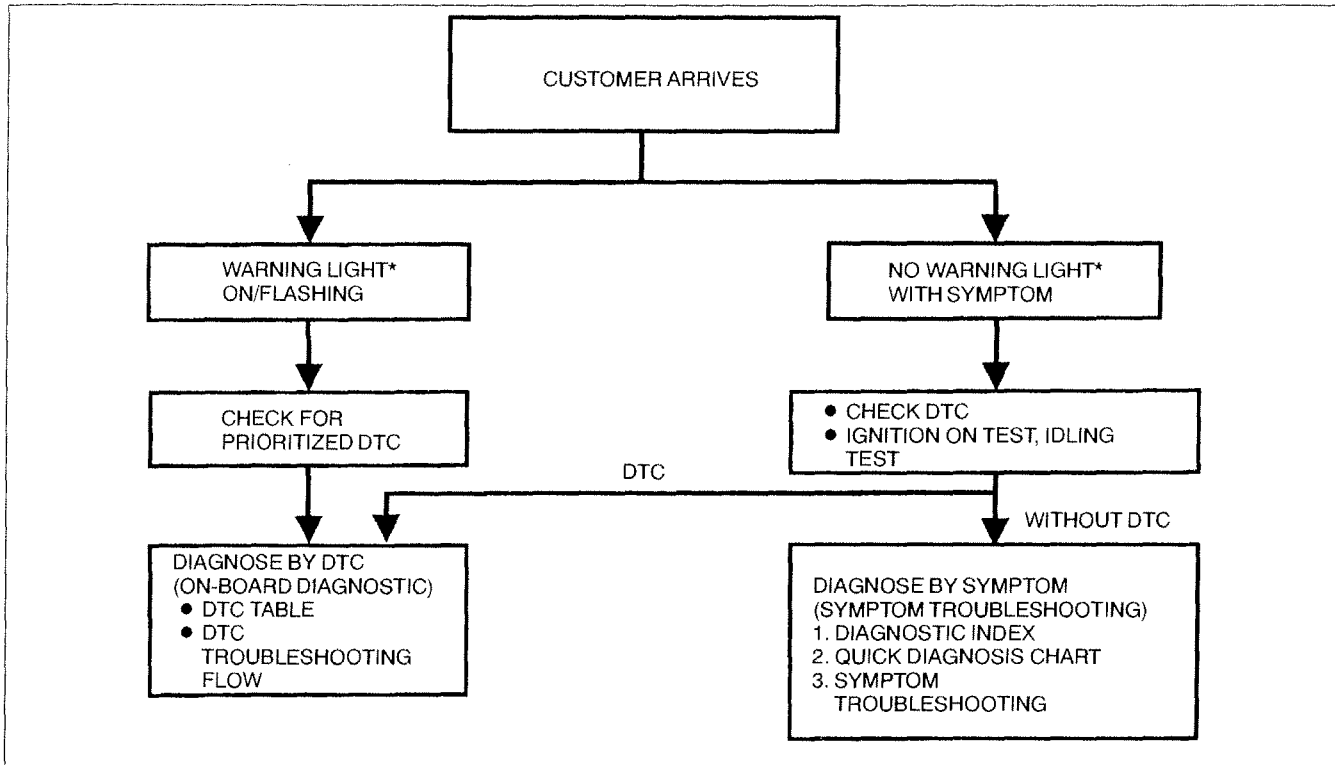 CUSTOMER ARRIVES
WARNING LIGHT*
ON/FLASHING
NO WARNING LIGHT*
WITH SYMPTOM
CHECK FOR
PRIORITIZED DTC
● CHECK DTC
● IGNITION ON TEST, IDLING
TEST
DTC
WITHOUT DTC
DIAGNOSE BY DTC
(ON-BOARD DIAGNOSTIC)
● DTC TABLE
● DTC
TROUBLESHOOTING
FLOW
DIAGNOSE BY SYMPTOM
(SYMPTOM TROUBLESHOOTING)
1. DIAGNOSTIC INDEX
2. QUICK DIAGNOSIS CHART
3. SYMPTOM
TROUBLESHOOTING